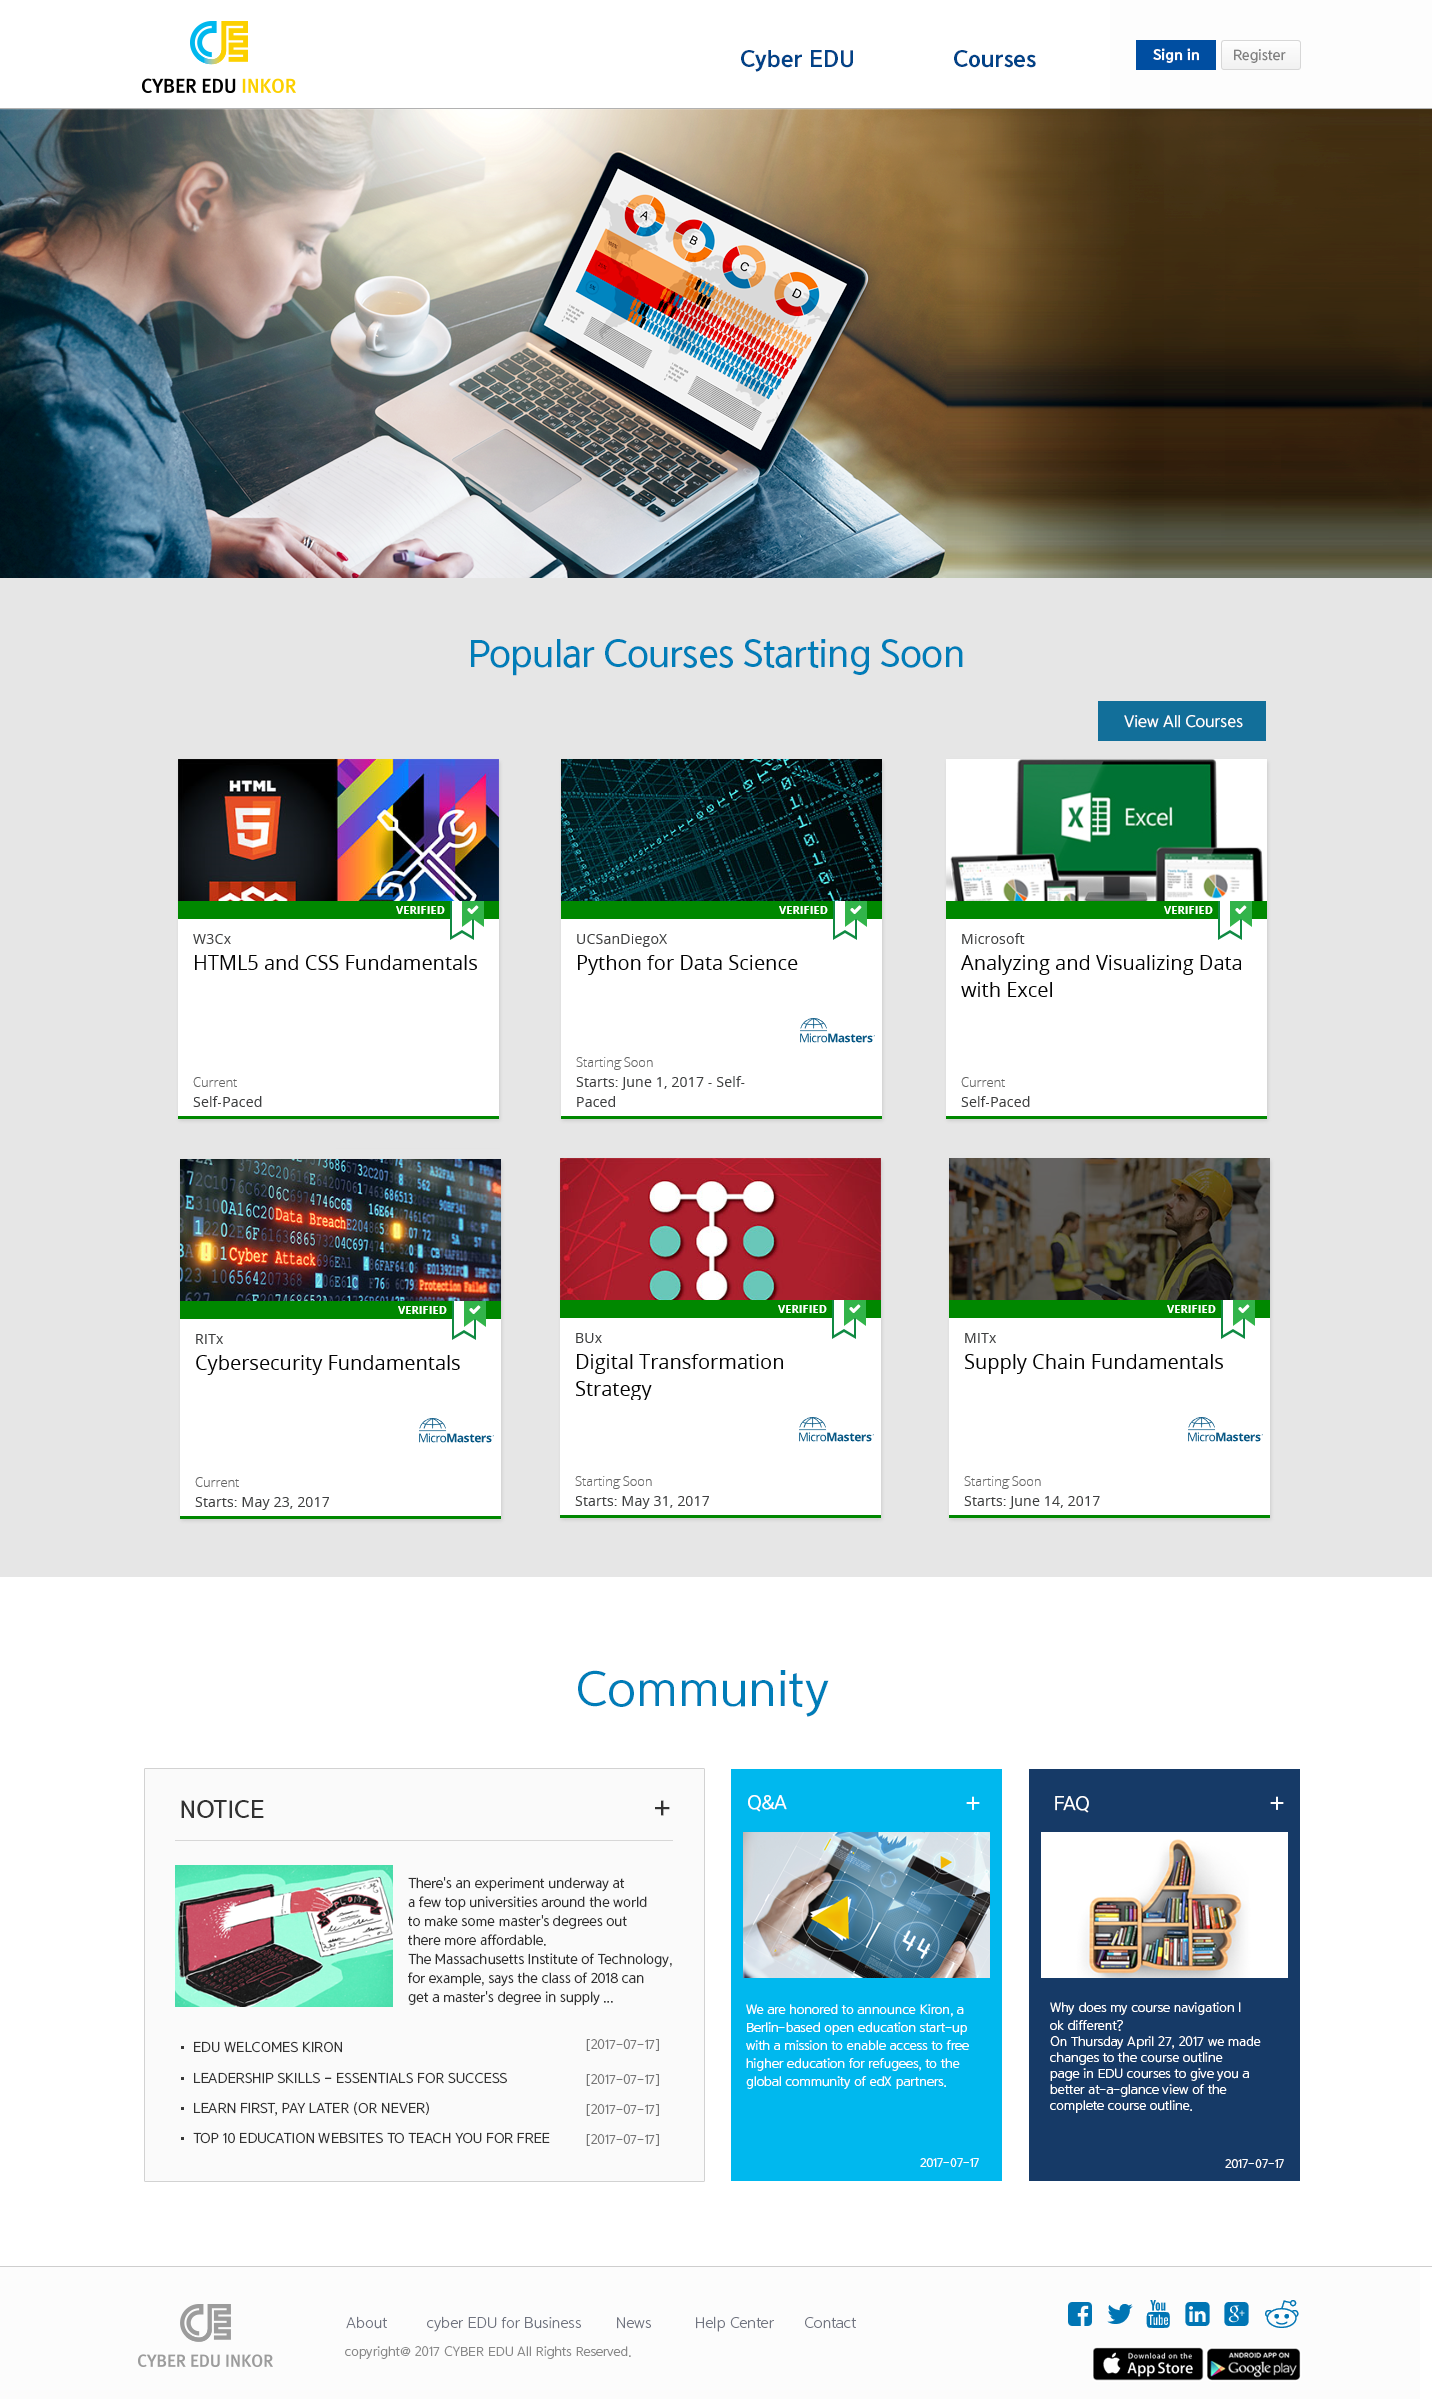 CYBER EDU INKOR
Cyber EDU
Courses
Sign in
Register
A
B
C
D
Popular Courses Starting Soon
View All Courses
HTML
5
Excel
VERIFIED
VERIFIED
VERIFIED
W3Cx
HTML5 and CSS Fundamentals
Current
Self-Paced
UCSanDiegoX
Python for Data Science
MicroMasters
Starting Soon
Starts: June 1, 2017 - Self-
Paced
Microsoft
Analyzing and Visualizing Data
with Excel
Current
Self-Paced
Data Breach
Cyber Attack
Protection Failed
VERIFIED
VERIFIED
VERIFIED
RITx
Cybersecurity Fundamentals
MicroMasters
Current
Starts: May 23, 2017
BUx
Digital Transformation
Strategy
MicroMasters
Starting Soon
Starts: May 31, 2017
MITx
Supply Chain Fundamentals
MicroMasters
Starting Soon
Starts: June 14, 2017
Community
NOTICE +
There's an experiment underway at
a few top universities around the world
to make some master's degrees out
there more affordable.
The Massachusetts Institute of Technology,
for example, says the class of 2018 can
get a master's degree in supply ...
· EDU WELCOMES KIRON [2017-07-17]
· LEADERSHIP SKILLS - ESSENTIALS FOR SUCCESS [2017-07-17]
· LEARN FIRST, PAY LATER (OR NEVER) [2017-07-17]
· TOP 10 EDUCATION WEBSITES TO TEACH YOU FOR FREE [2017-07-17]
Q&A +
44
We are honored to announce Kiron, a
Berlin-based open education start-up
with a mission to enable access to free
higher education for refugees, to the
global community of edX partners.
2017-07-17
FAQ +
Why does my course navigation l
ok different?
On Thursday April 27, 2017 we made
changes to the course outline
page in EDU courses to give you a
better at-a-glance view of the
complete course outline.
2017-07-17
CYBER EDU INKOR
About
cyber EDU for Business
News
Help Center
Contact
copyright@ 2017 CYBER EDU All Rights Reserved.
You
Tube
in
g+
Download on the
App Store
ANDROID APP ON
Google play